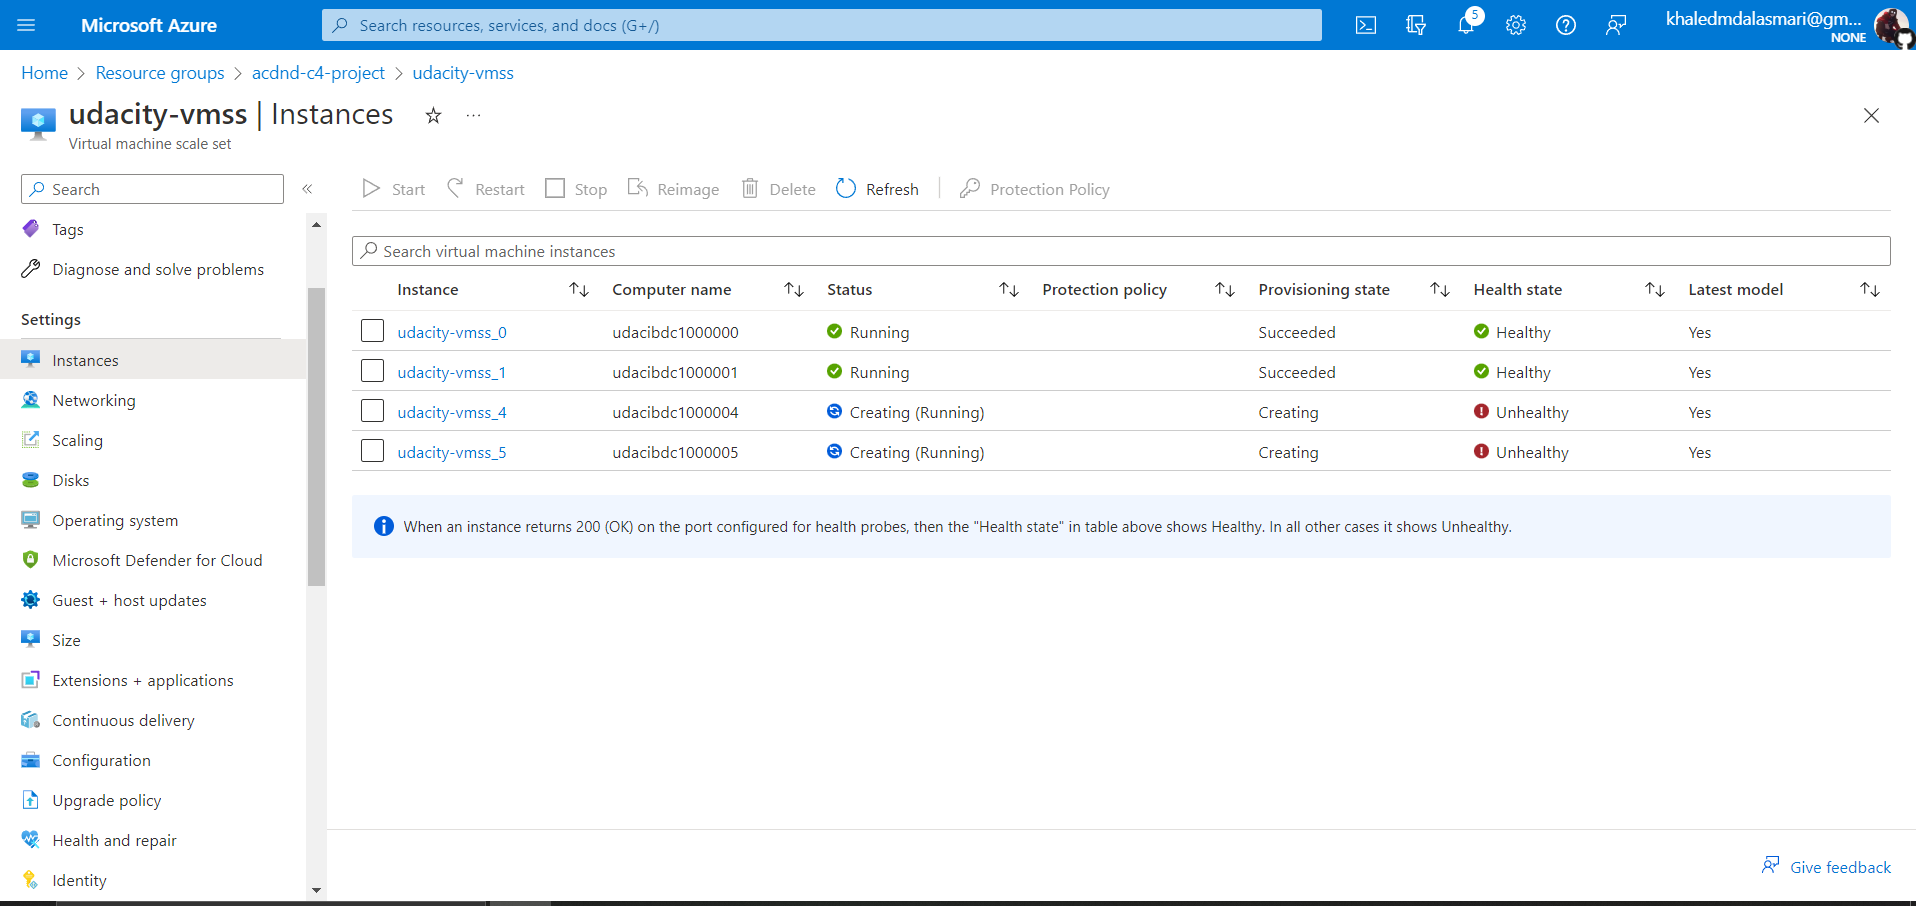 Microsoft Azure
Search resources, services, and docs (G+/)
5
khaledmdalasmari@gm...
NONE
Home > Resource groups > acdnd-c4-project > udacity-vmss
udacity-vmss | Instances
...
Virtual machine scale set
Search
«
Start Restart Stop Reimage Delete Refresh Protection Policy
Tags
Diagnose and solve problems
Settings
Instances
Networking
Scaling
Disks
Operating system
Microsoft Defender for Cloud
Guest + host updates
Size
Extensions + applications
Continuous delivery
Configuration
Upgrade policy
Health and repair
Identity
Search virtual machine instances
Instance Computer name Status Protection policy Provisioning state Health state Latest model
udacity-vmss_0 udacibdc1000000 Running Succeeded Healthy Yes
udacity-vmss_1 udacibdc1000001 Running Succeeded Healthy Yes
udacity-vmss_4 udacibdc1000004 Creating (Running) Creating Unhealthy Yes
udacity-vmss_5 udacibdc1000005 Creating (Running) Creating Unhealthy Yes
When an instance returns 200 (OK) on the port configured for health probes, then the "Health state" in table above shows Healthy. In all other cases it shows Unhealthy.
Give feedback